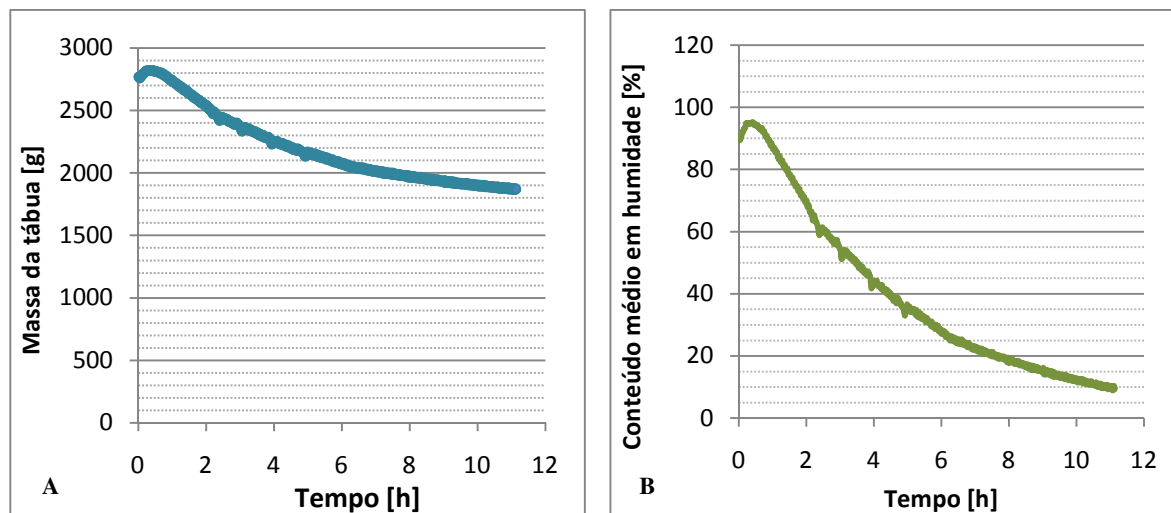 Massa da tábua [g]
3000
2500
2000
1500
1000
500
0
0 2 4 6 8 10 12
Tempo [h]
A
Conteúdo médio em humidade [%]
120
100
80
60
40
20
0
0 2 4 6 8 10 12
Tempo [h]
B